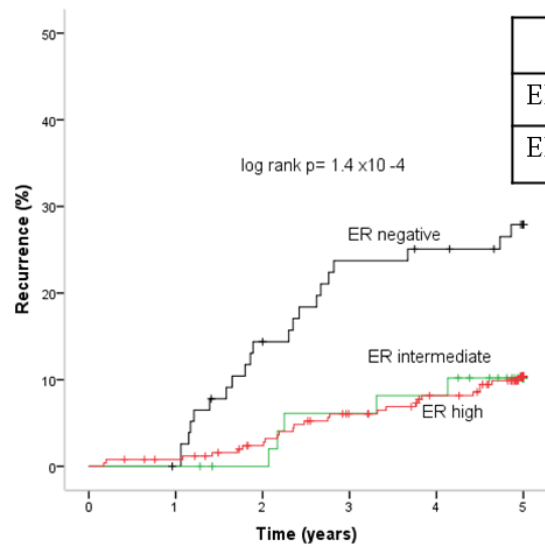 50
40
30
20
10
0
Recurrence (%)
log rank p= 1.4 x10 -4
ER negative
ER intermediate
ER high
0 1 2 3 4 5
Time (years)